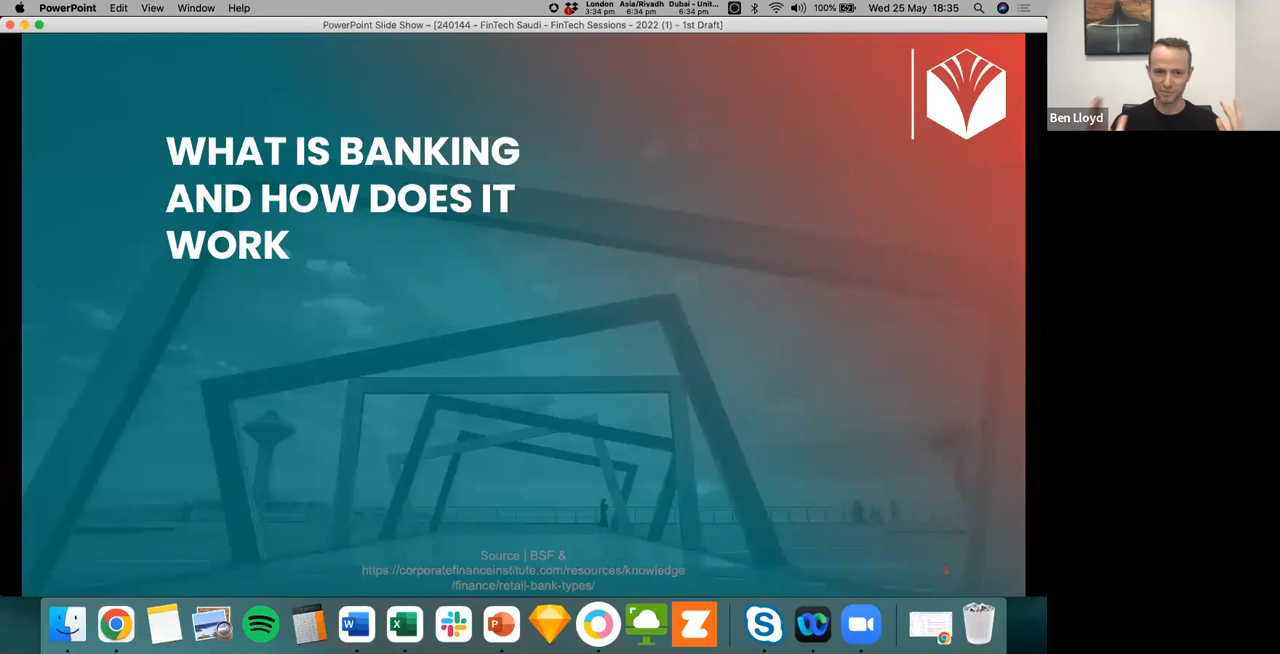 PowerPoint Edit View Window Help
London Asia/Riyadh Dubai - Unit...
3:34 pm 6:34 pm 6:34 pm
100% Wed 25 May 18:35
PowerPoint Slide Show – [240144 - FinTech Saudi - FinTech Sessions - 2022 (1) - 1st Draft]
WHAT IS BANKING
AND HOW DOES IT
WORK
Ben Lloyd
Source | BSF &
https://corporatefinanceinstitute.com/resources/knowledge
/finance/retail-bank-types/